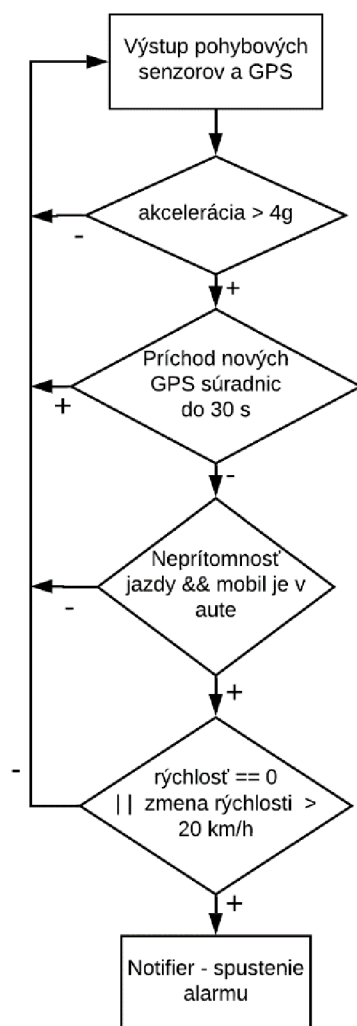 Výstup pohybových
senzorov a GPS
akcelerácia > 4g
-
+
Príchod nových
GPS súradnic
do 30 s
+
-
Neprítomnosť
jazdy && mobil je v
aute
-
+
-
rýchlosť == 0
|| zmena rýchlosti >
20 km/h
+
Notifier - spustenie
alarmu